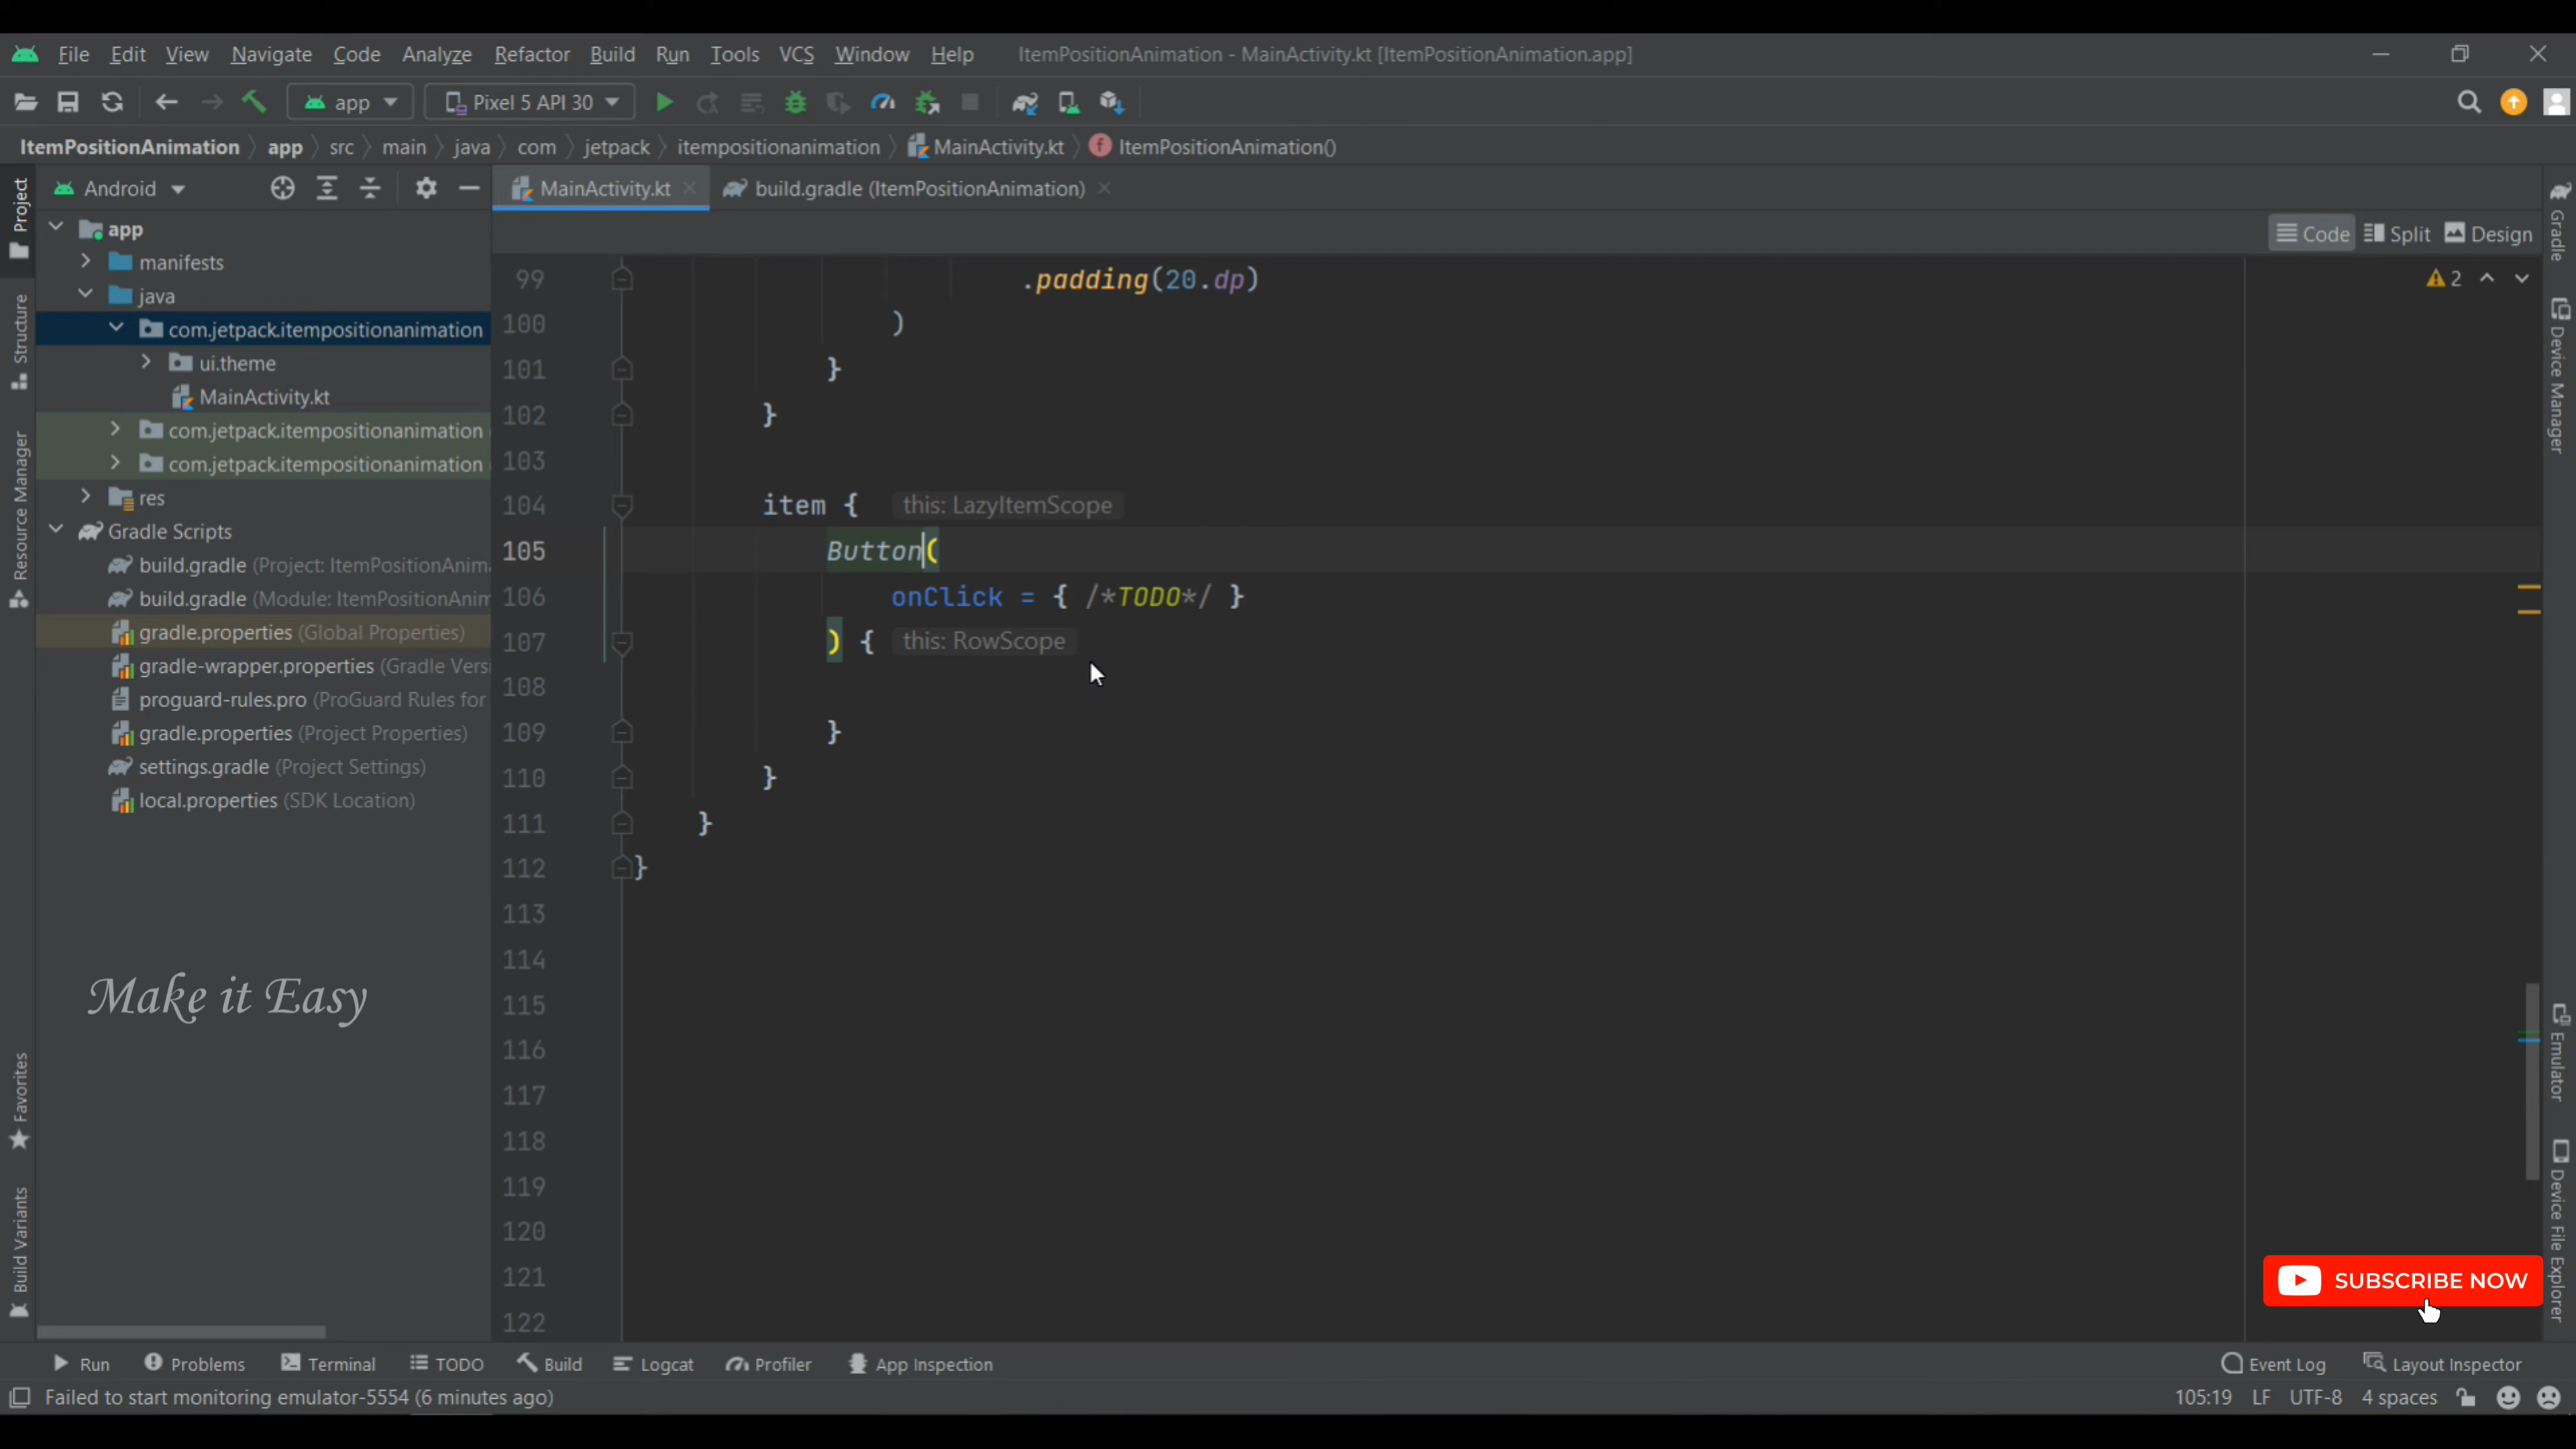 File Edit View Navigate Code Analyze Refactor Build Run Tools VCS Window Help ItemPositionAnimation - MainActivity.kt [ItemPositionAnimation.app]
app Pixel 5 API 30
ItemPositionAnimation app src main java com jetpack itempositionanimation MainActivity.kt ItemPositionAnimation()
Android MainActivity.kt build.gradle (ItemPositionAnimation)
Code Split Design
Project
Structure
Resource Manager
Favorites
Build Variants
app
manifests
java
com.jetpack.itempositionanimation
ui.theme
MainActivity.kt
com.jetpack.itempositionanimation
com.jetpack.itempositionanimation
res
Gradle Scripts
build.gradle (Project: ItemPositionAnim
build.gradle (Module: ItemPositionAnim
gradle.properties (Global Properties)
gradle-wrapper.properties (Gradle Versi
proguard-rules.pro (ProGuard Rules for
gradle.properties (Project Properties)
settings.gradle (Project Settings)
local.properties (SDK Location)
Make it Easy
99 .padding(20.dp)
100 )
101 }
102 }
103
104 item { this: LazyItemScope
105 Button(
106 onClick = { /*TODO*/ }
107 ) { this: RowScope
108
109 }
110 }
111 }
112 }
113
114
115
116
117
118
119
120
121
122
2
Gradle
Device Manager
Emulator
Device File Explorer
SUBSCRIBE NOW
Run Problems Terminal TODO Build Logcat Profiler App Inspection Event Log Layout Inspector
Failed to start monitoring emulator-5554 (6 minutes ago) 105:19 LF UTF-8 4 spaces